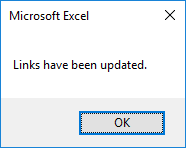 Microsoft Excel
Links have been updated.
OK